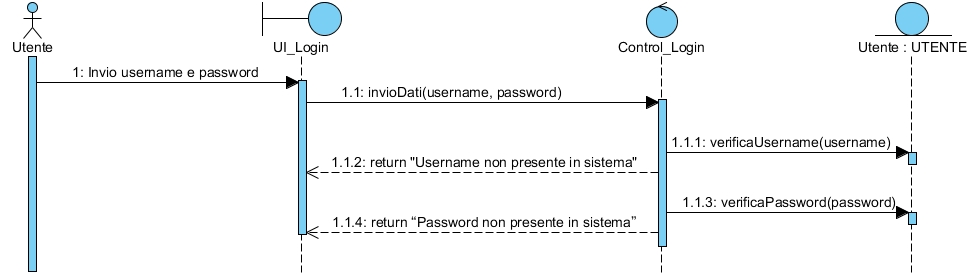 Utente
UI_Login
Control_Login
Utente : UTENTE
1: Invio username e password
1.1: invioDati(username, password)
1.1.1: verificaUsername(username)
1.1.2: return "Username non presente in sistema"
1.1.3: verificaPassword(password)
1.1.4: return “Password non presente in sistema”